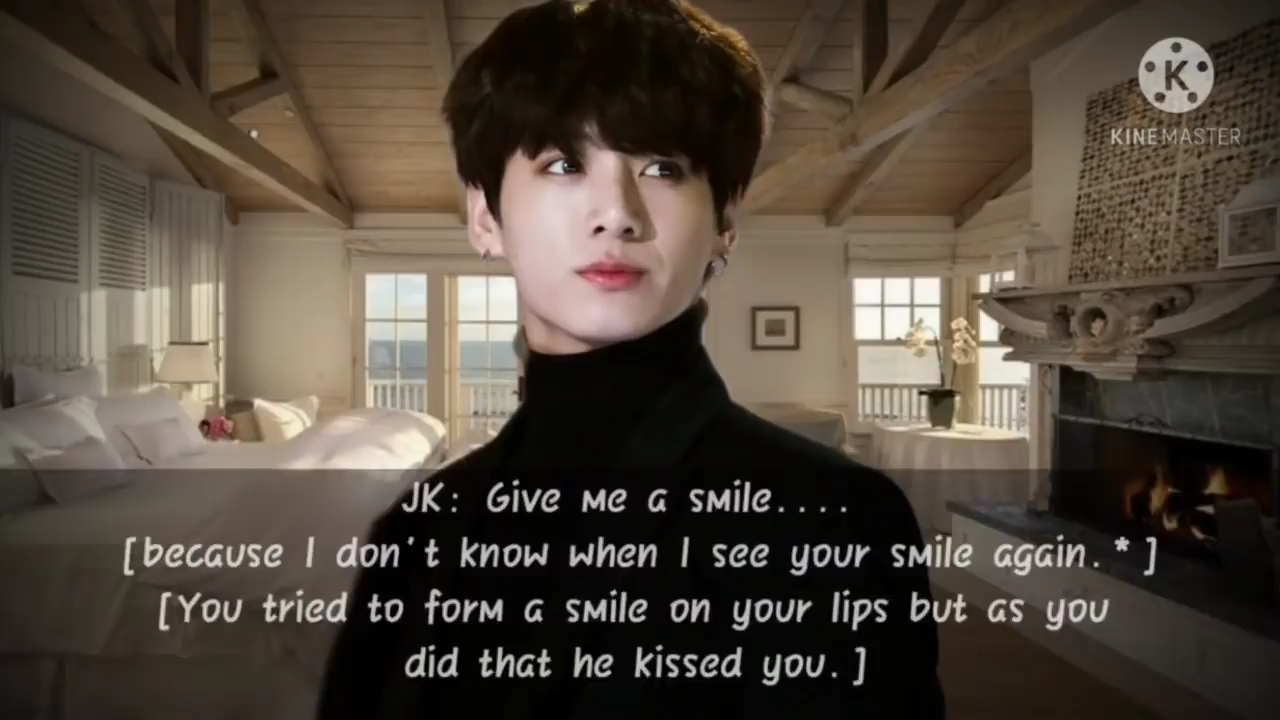 KINEMASTER
JK: Give me a smile....
[because I don't know when I see your smile again.*]
[You tried to form a smile on your lips but as you
did that he kissed you.]